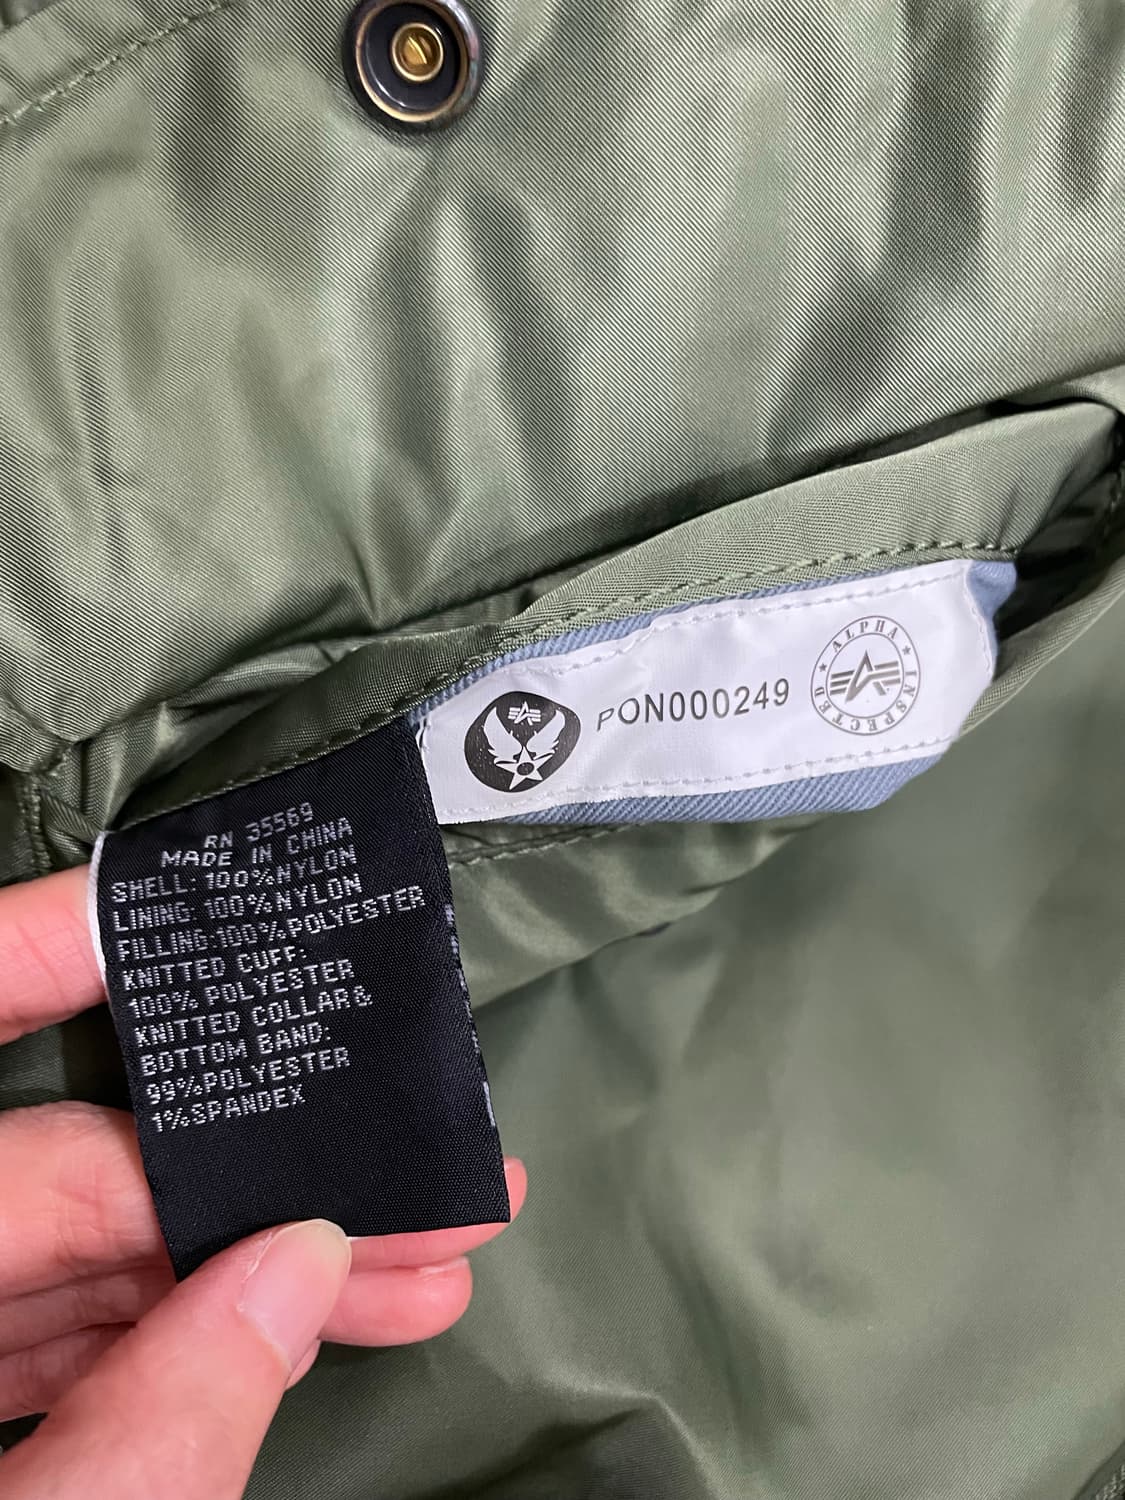 RN 35569
MADE IN CHINA
SHELL: 100%NYLON
LINING: 100%NYLON
FILLING:100%POLYESTER
KNITTED CUFF:
100% POLYESTER
KNITTED COLLAR&
BOTTOM BAND:
99%POLYESTER
1%SPANDEX
PON000249
ALPHA ★ INSPECTED ★